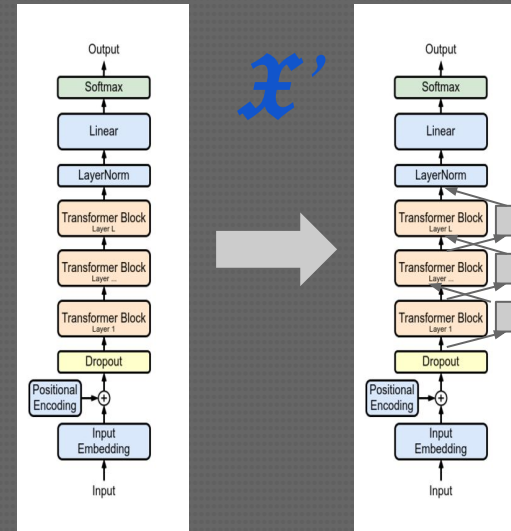 Output
Softmax
Linear
LayerNorm
Transformer Block
Layer L
Transformer Block
Layer ...
Transformer Block
Layer 1
Dropout
Positional
Encoding
+
Input
Embedding
Input
𝔛’
Output
Softmax
Linear
LayerNorm
Transformer Block
Layer L
Transformer Block
Layer ...
Transformer Block
Layer 1
Dropout
Positional
Encoding
+
Input
Embedding
Input